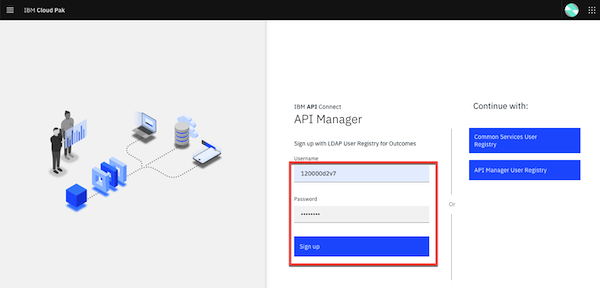 IBM Cloud Pak
IBM API Connect
API Manager
Sign up with LDAP User Registry for Outcomes
Username
120000d2v7
Password
••••••••
Sign up
Or
Continue with:
Common Services User
Registry
API Manager User Registry